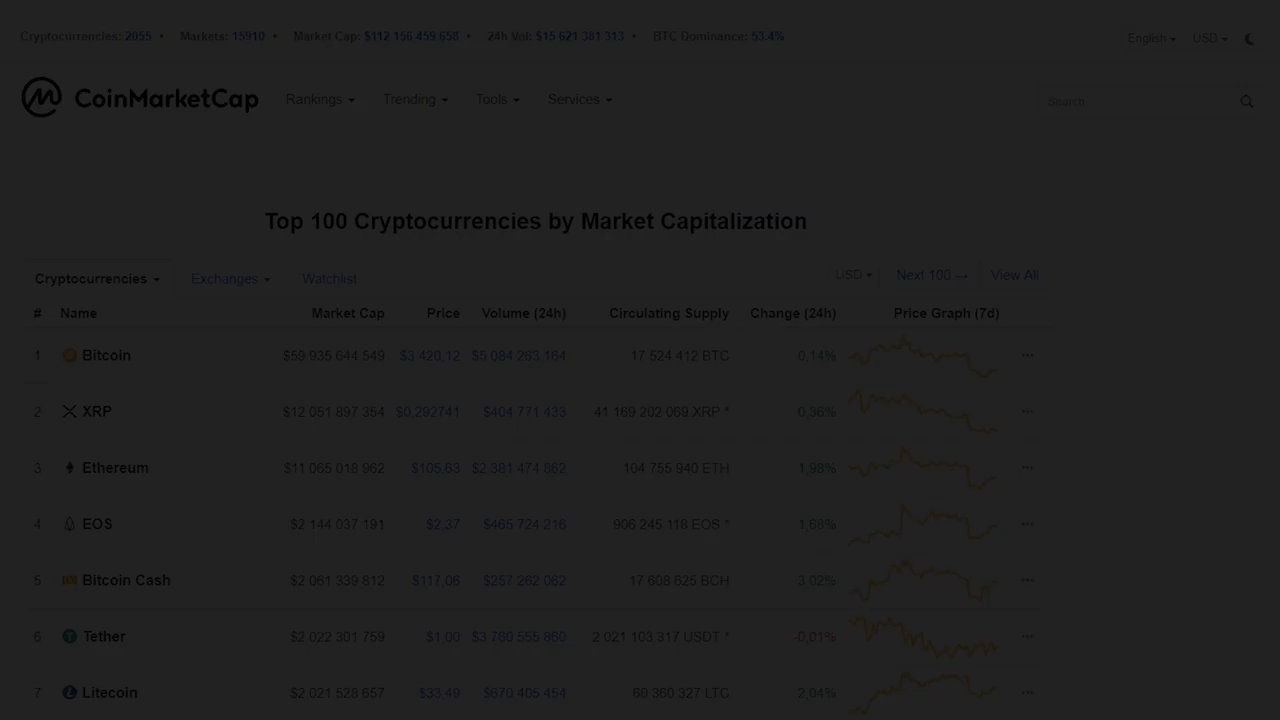 Cryptocurrencies: 2055 • Markets: 15910 • Market Cap: $112 156 459 658 • 24h Vol: $15 621 381 313 • BTC Dominance: 53.4%
English USD
CoinMarketCap Rankings Trending Tools Services Search
Top 100 Cryptocurrencies by Market Capitalization
Cryptocurrencies Exchanges Watchlist USD Next 100 → View All
# Name Market Cap Price Volume (24h) Circulating Supply Change (24h) Price Graph (7d)
1 Bitcoin $59 935 644 549 $3 420,12 $5 084 263 164 17 524 412 BTC 0,14%
2 XRP $12 051 897 354 $0,292741 $404 771 433 41 169 202 069 XRP * 0,36%
3 Ethereum $11 065 018 962 $105,63 $2 381 474 862 104 755 940 ETH 1,98%
4 EOS $2 144 037 191 $2,37 $465 724 216 906 245 118 EOS * 1,68%
5 Bitcoin Cash $2 061 339 812 $117,06 $257 262 062 17 608 625 BCH 3,02%
6 Tether $2 022 301 759 $1,00 $3 760 555 860 2 021 103 317 USDT * -0,01%
7 Litecoin $2 021 528 657 $33,49 $670 405 454 60 360 327 LTC 2,04%